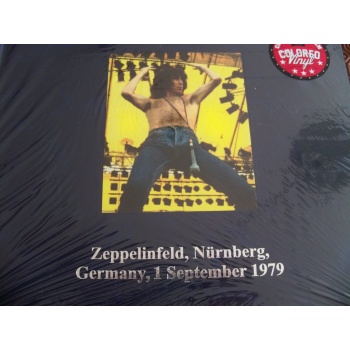 COLORED
Vinyl
Zeppelinfeld, Nürnberg,
Germany, 1 September 1979